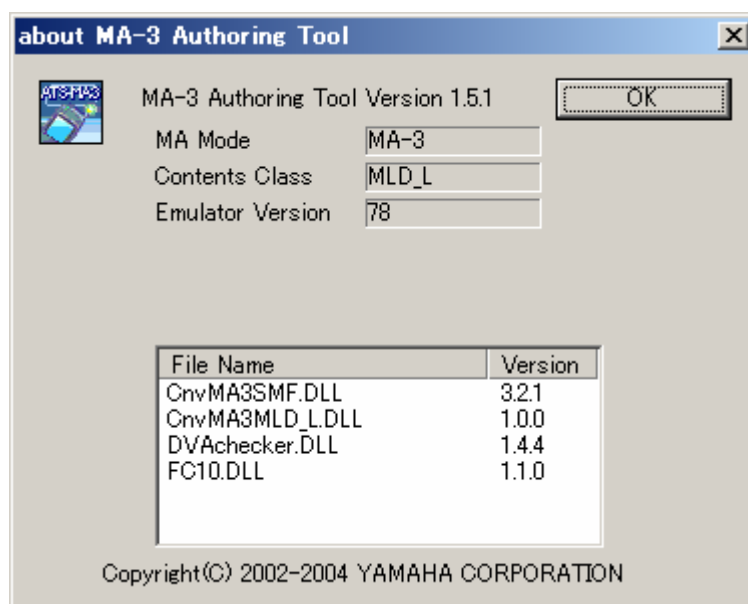 about MA-3 Authoring Tool
ATS-MA3
MA-3 Authoring Tool Version 1.5.1
OK
MA Mode MA-3
Contents Class MLD_L
Emulator Version 78
File Name Version
CnvMA3SMF.DLL 3.2.1
CnvMA3MLD_L.DLL 1.0.0
DVAchecker.DLL 1.4.4
FC10.DLL 1.1.0
Copyright(C) 2002-2004 YAMAHA CORPORATION